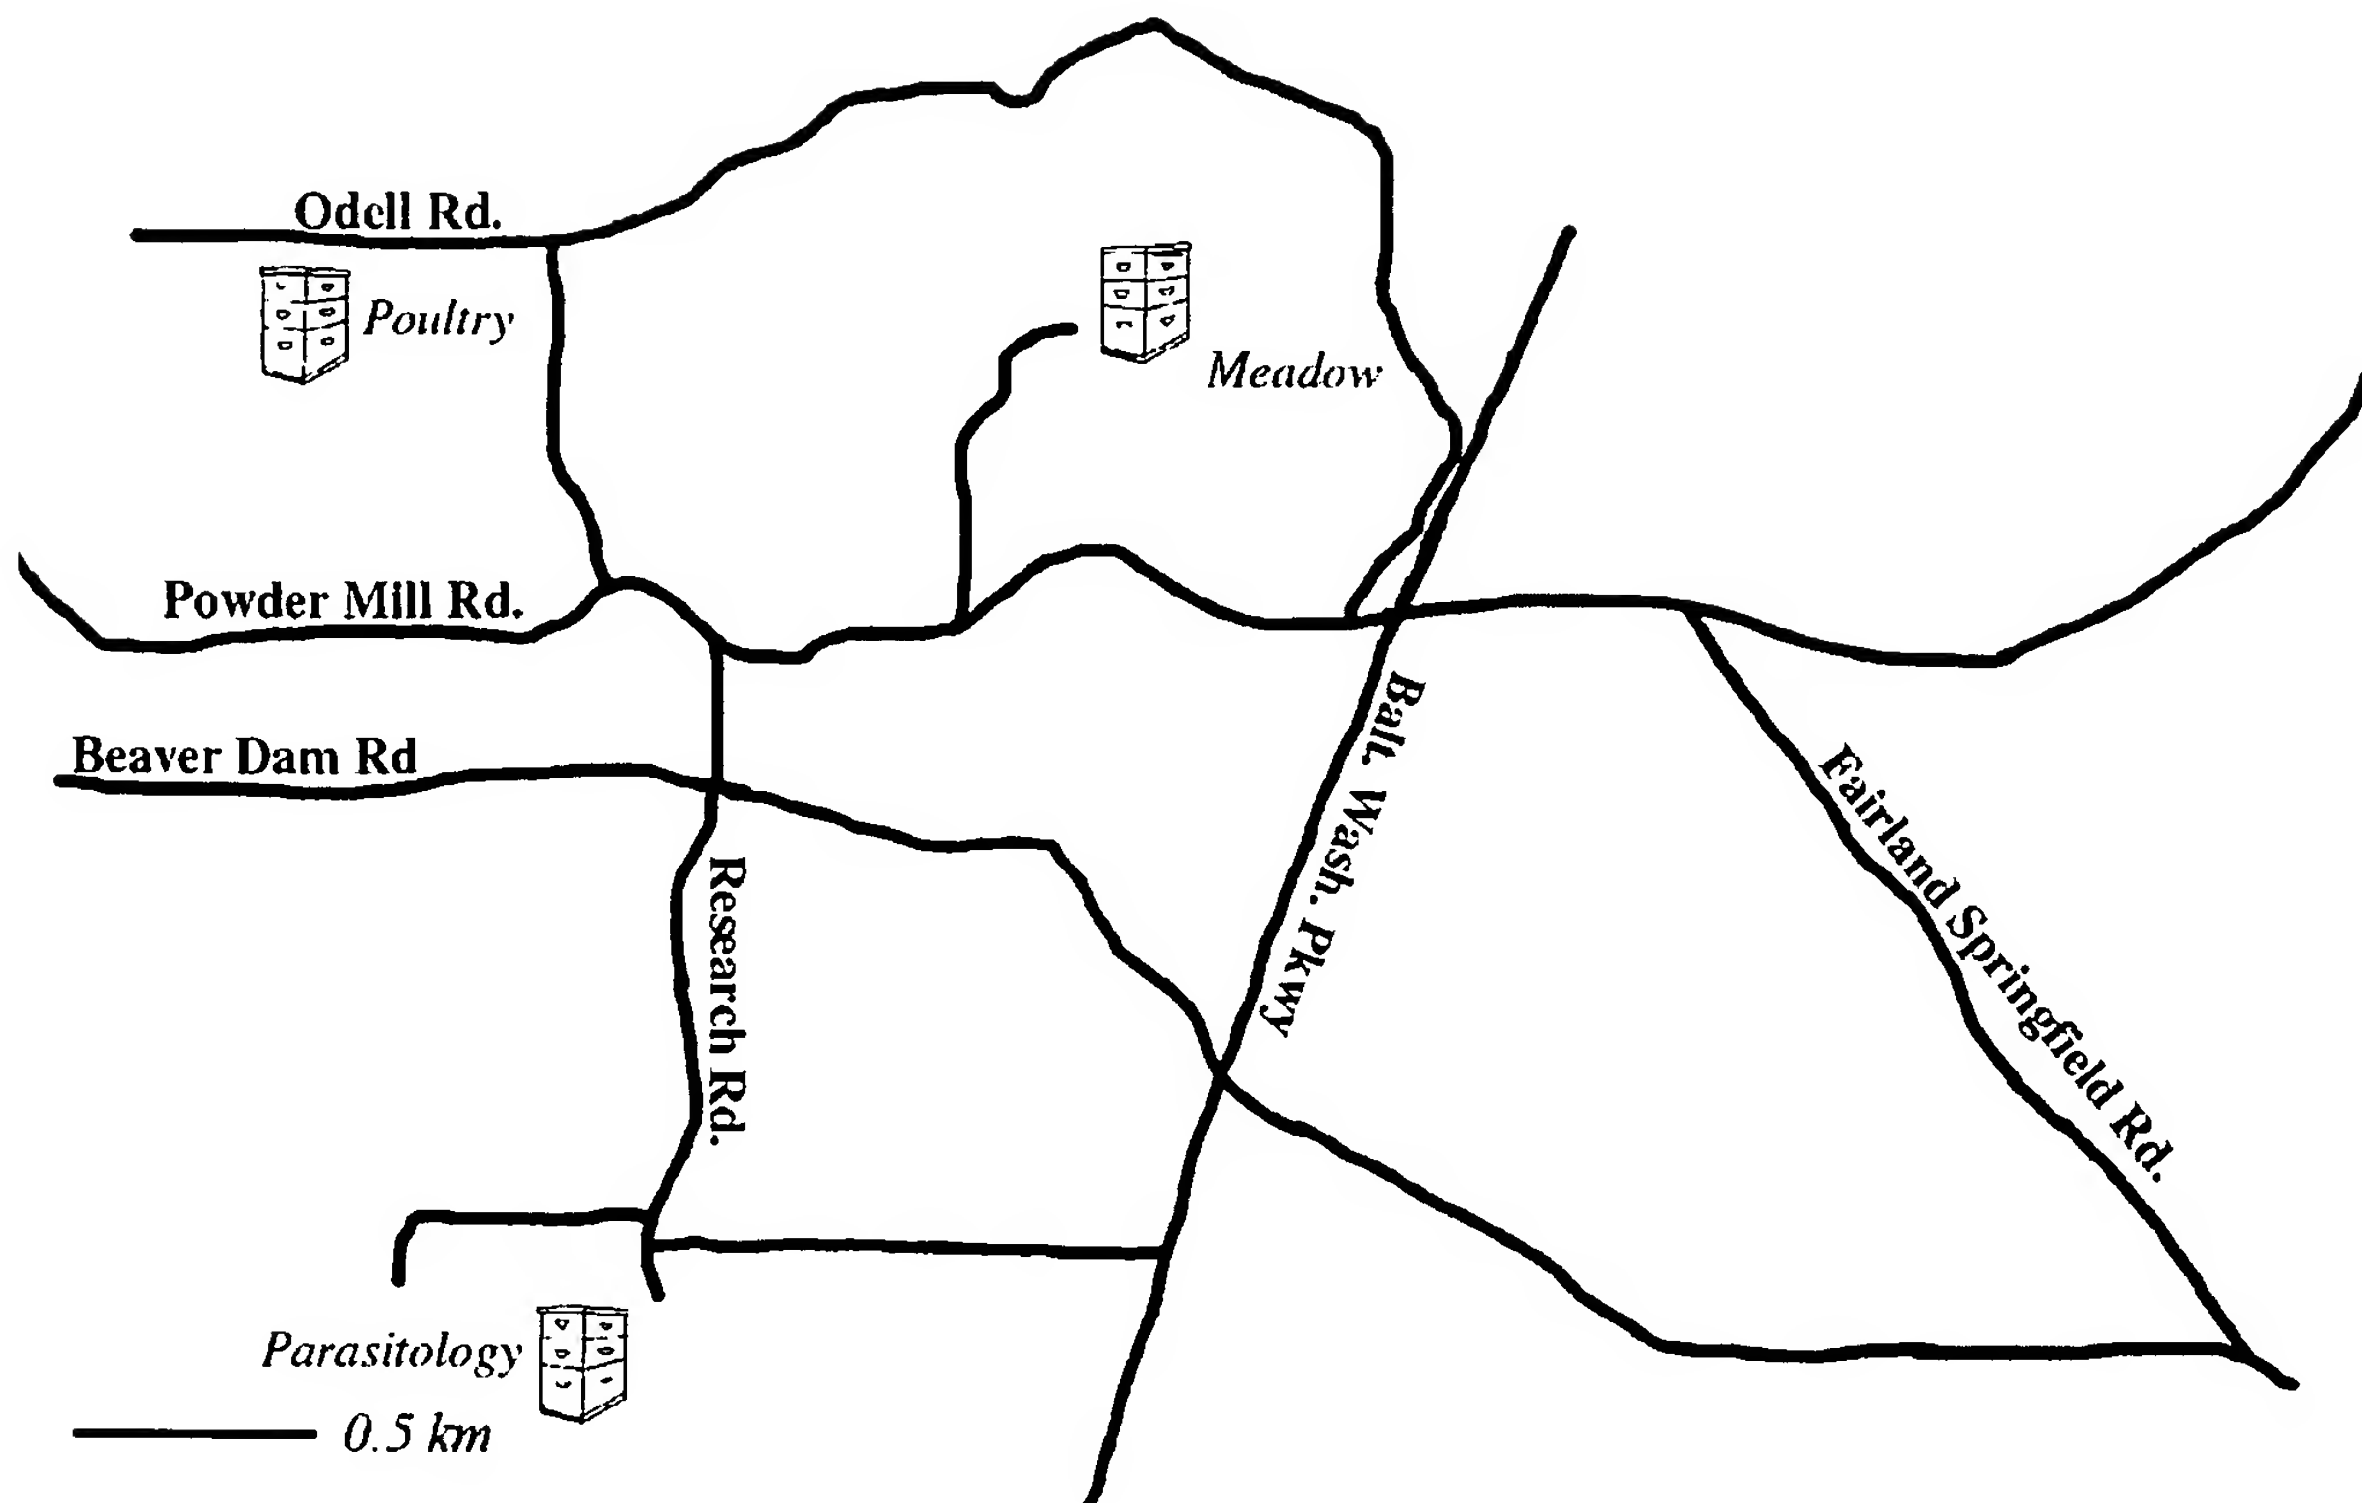 Odell Rd.
Poultry
Meadow
Powder Mill Rd.
Beaver Dam Rd
Balt. Wash. Pkwy
Fairland Springfield Rd.
Research Rd.
Parasitology
0.5 km